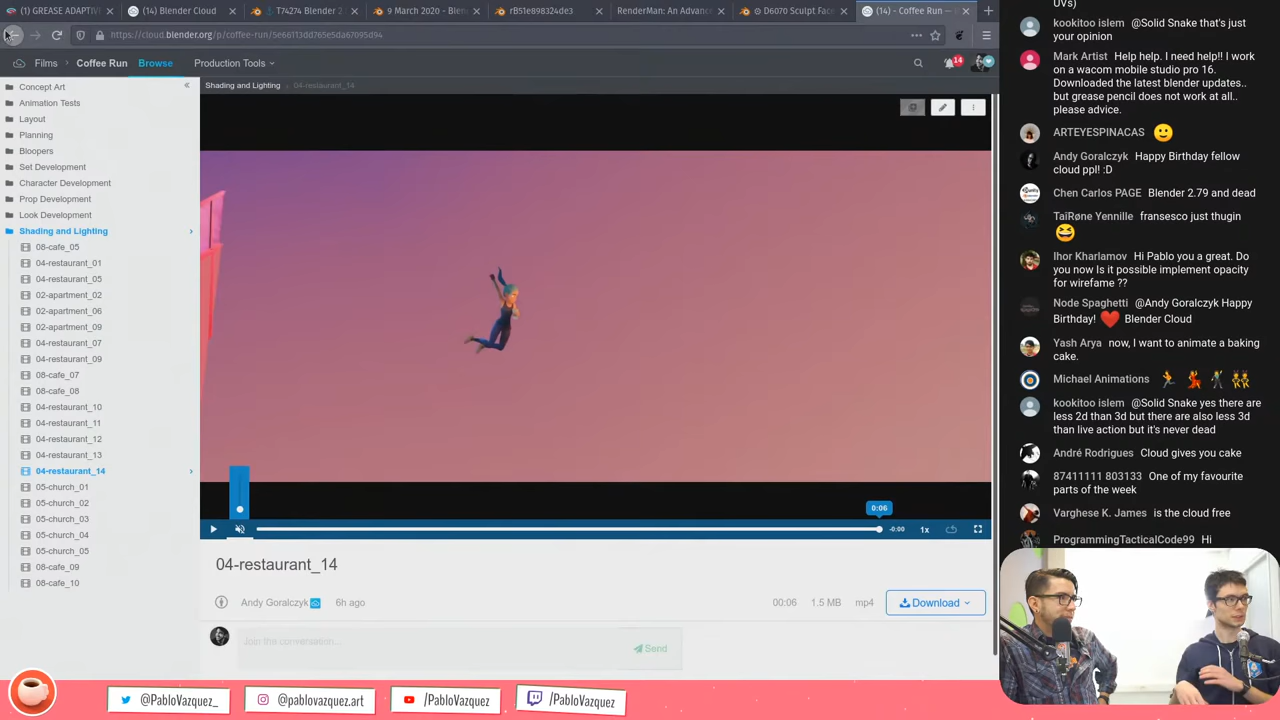 (1) GREASE ADAPTIV
(14) Blender Cloud
T74274 Blender 2
9 March 2020 - Blen
rB51e898324de3
RenderMan: An Advanc
D6070 Sculpt Face
(14) - Coffee Run —
https://cloud.blender.org/p/coffee-run/5e66113dd765e5da67095d94
Films
Coffee Run
Browse
Production Tools
14
Shading and Lighting
04-restaurant_14
Concept Art
Animation Tests
Layout
Planning
Bloopers
Set Development
Character Development
Prop Development
Look Development
Shading and Lighting
08-cafe_05
04-restaurant_01
04-restaurant_05
02-apartment_02
02-apartment_06
02-apartment_09
04-restaurant_07
04-restaurant_09
08-cafe_07
08-cafe_08
04-restaurant_10
04-restaurant_11
04-restaurant_12
04-restaurant_13
04-restaurant_14
05-church_01
05-church_02
05-church_03
05-church_04
05-church_05
08-cafe_09
08-cafe_10
0:06
-0:00
1x
04-restaurant_14
Andy Goralczyk
6h ago
00:06
1.5 MB
mp4
Download
Join the conversation...
Send
UVs)
kookitoo islem @Solid Snake that's just
your opinion
Mark Artist Help help. I need help!! I work
on a wacom mobile studio pro 16.
Downloaded the latest blender updates..
but grease pencil does not work at all..
please advice.
ARTEYESPINACAS
Andy Goralczyk Happy Birthday fellow
cloud ppl! :D
Chen Carlos PAGE Blender 2.79 and dead
TaiRøne Yennille fransesco just thugin
Ihor Kharlamov Hi Pablo you a great. Do
you now Is it possible implement opacity
for wirefame ??
Node Spaghetti @Andy Goralczyk Happy
Birthday! Blender Cloud
Yash Arya now, I want to animate a baking
cake.
Michael Animations
kookitoo islem @Solid Snake yes there are
less 2d than 3d but there are also less 3d
than live action but it's never dead
André Rodrigues Cloud gives you cake
87411111 803133 One of my favourite
parts of the week
Varghese K. James is the cloud free
ProgrammingTacticalCode99 Hi
@PabloVazquez_
@pablovazquez.art
/PabloVazquez
/PabloVazquez